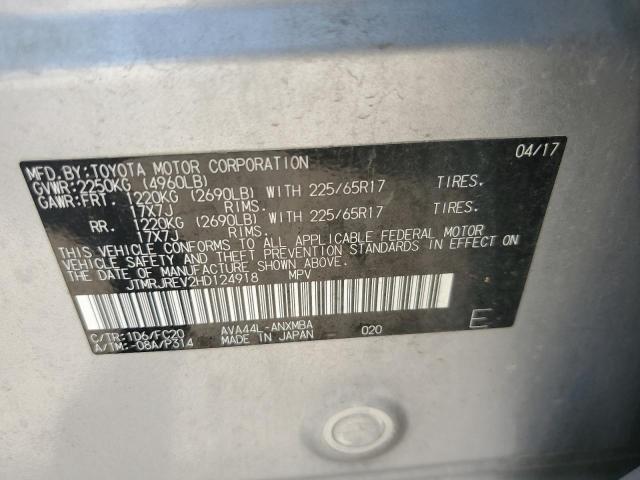 MFD.BY:TOYOTA MOTOR CORPORATION 04/17
GVWR:2250KG (4960LB)
GAWR:FRT. 1220KG (2690LB) WITH 225/65R17 TIRES.
17X7J RIMS.
RR. 1220KG (2690LB) WITH 225/65R17 TIRES.
17X7J RIMS.
THIS VEHICLE CONFORMS TO ALL APPLICABLE FEDERAL MOTOR
VEHICLE SAFETY AND THEFT PREVENTION STANDARDS IN EFFECT ON
THE DATE OF MANUFACTURE SHOWN ABOVE.
JTMRJREV2HD124918 MPV
C/TR:1D6/FC20 AVA44L-ANXMBA 020 E
A/TM:-08A/P314 MADE IN JAPAN